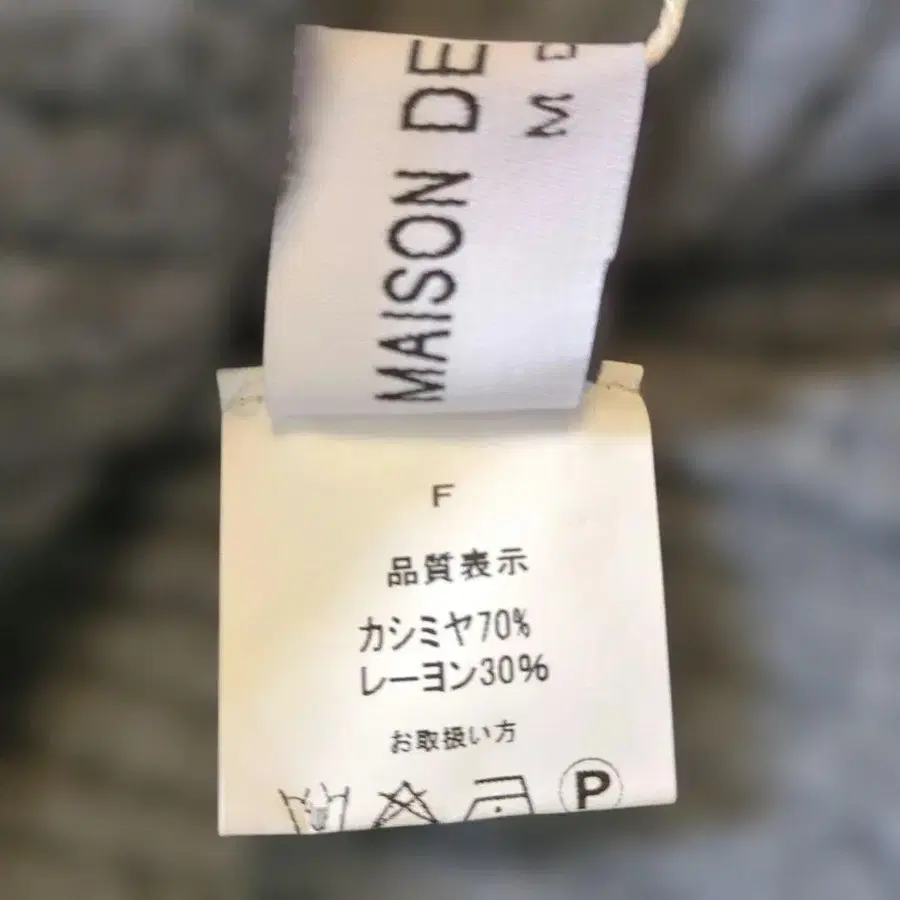 MAISON DE
M D
F
品質表示
カシミヤ70%
レーヨン30%
お取扱い方
P